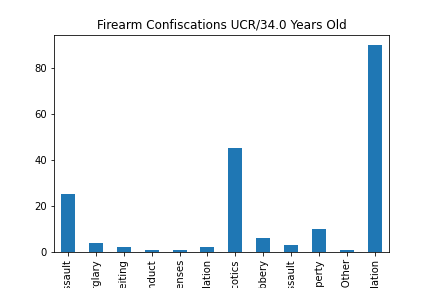 Firearm Confiscations UCR/34.0 Years Old
80
60
40
20
0
ssault
rglary
eiting
nduct
enses
lation
cotics
obery
ssault
perty
Other
lation